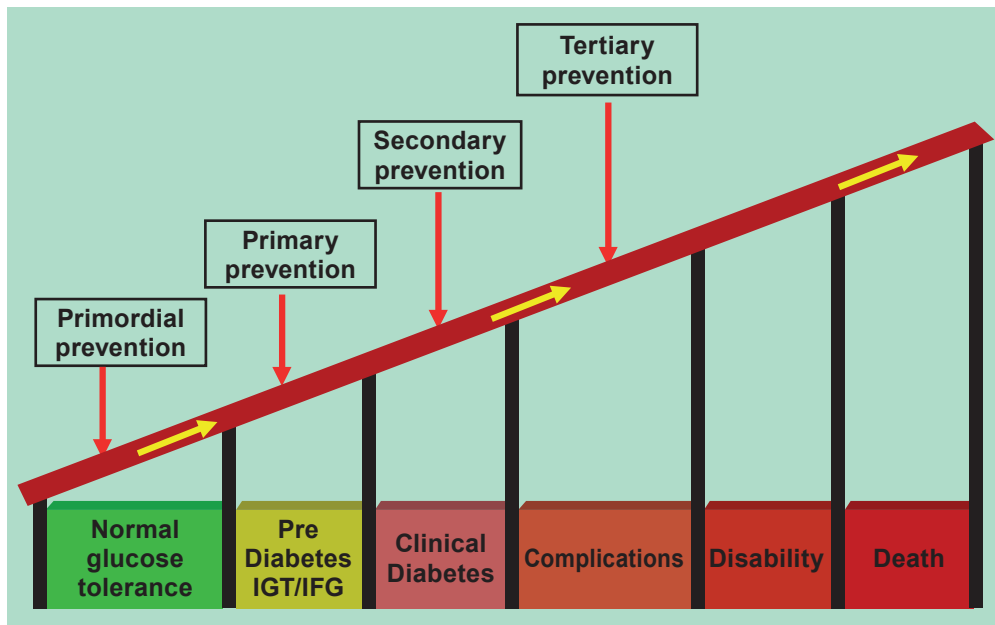 Tertiary
prevention
Secondary
prevention
Primary
prevention
Primordial
prevention
Normal
glucose
tolerance
Pre
Diabetes
IGT/IFG
Clinical
Diabetes
Complications
Disability
Death